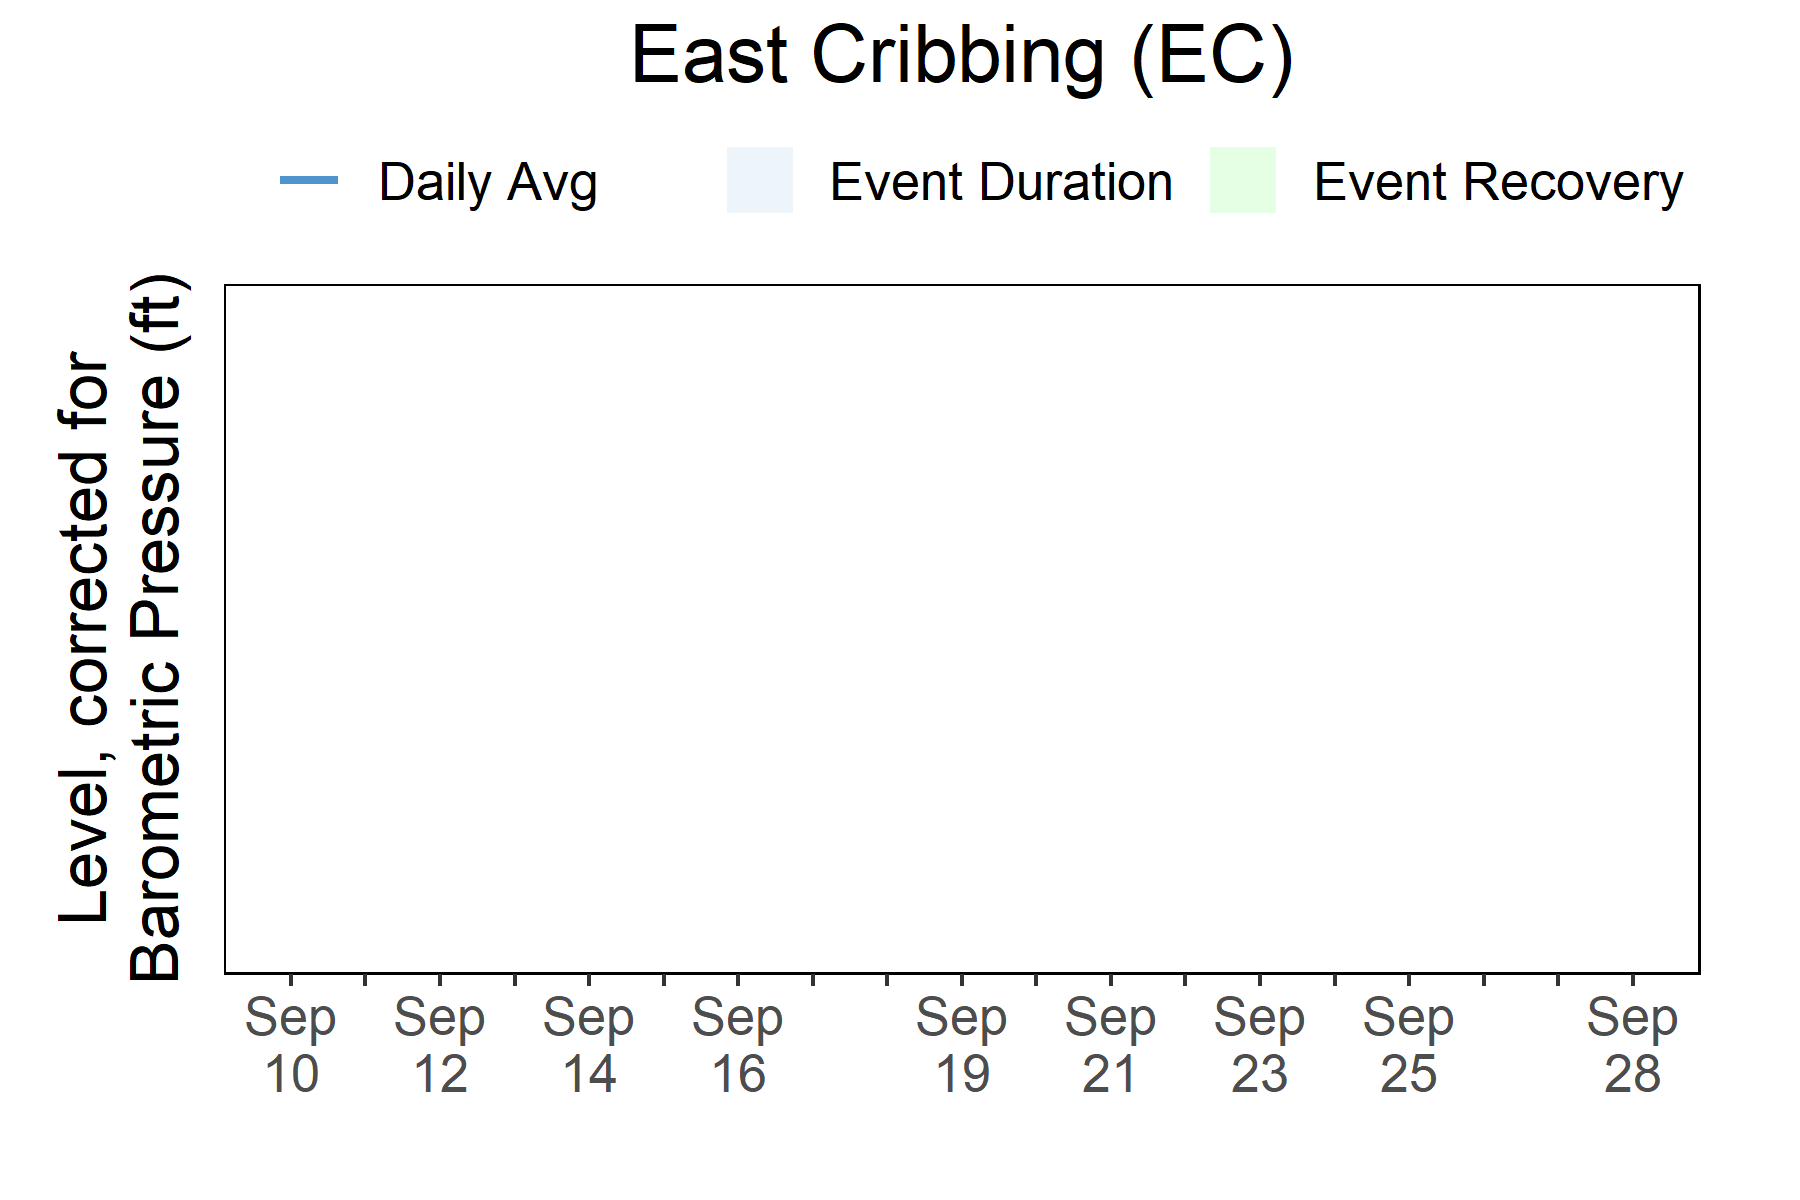 East Cribbing (EC)
Daily Avg
Event Duration
Event Recovery
Level, corrected for
Barometric Pressure (ft)
Sep
10
Sep
12
Sep
14
Sep
16
Sep
19
Sep
21
Sep
23
Sep
25
Sep
28